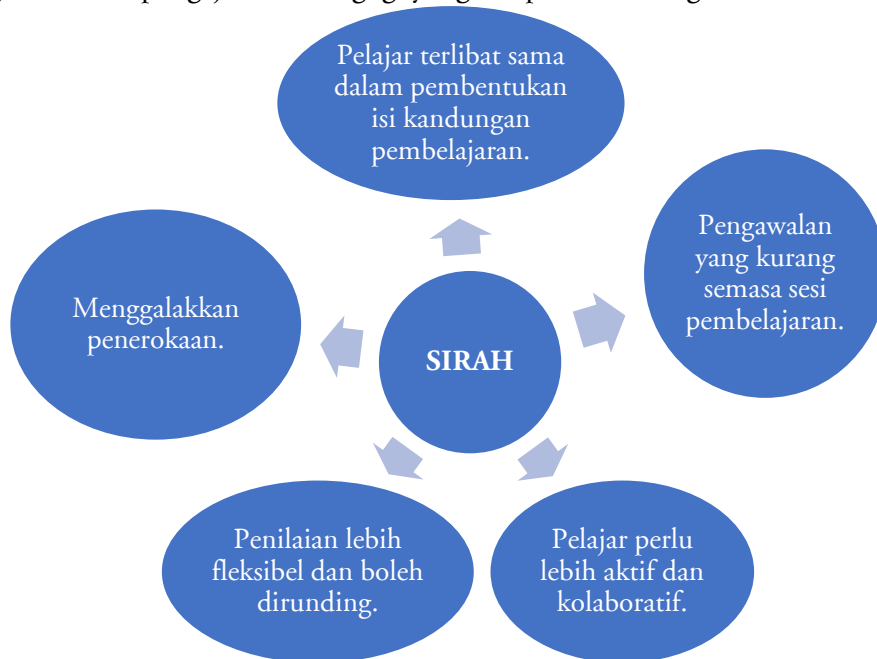 Pelajar terlibat sama
dalam pembentukan
isi kandungan
pembelajaran.
Pengawalan
yang kurang
semasa sesi
pembelajaran.
Menggalakkan
penerokaan.
SIRAH
Penilaian lebih
fleksibel dan boleh
dirunding.
Pelajar perlu
lebih aktif dan
kolaboratif.